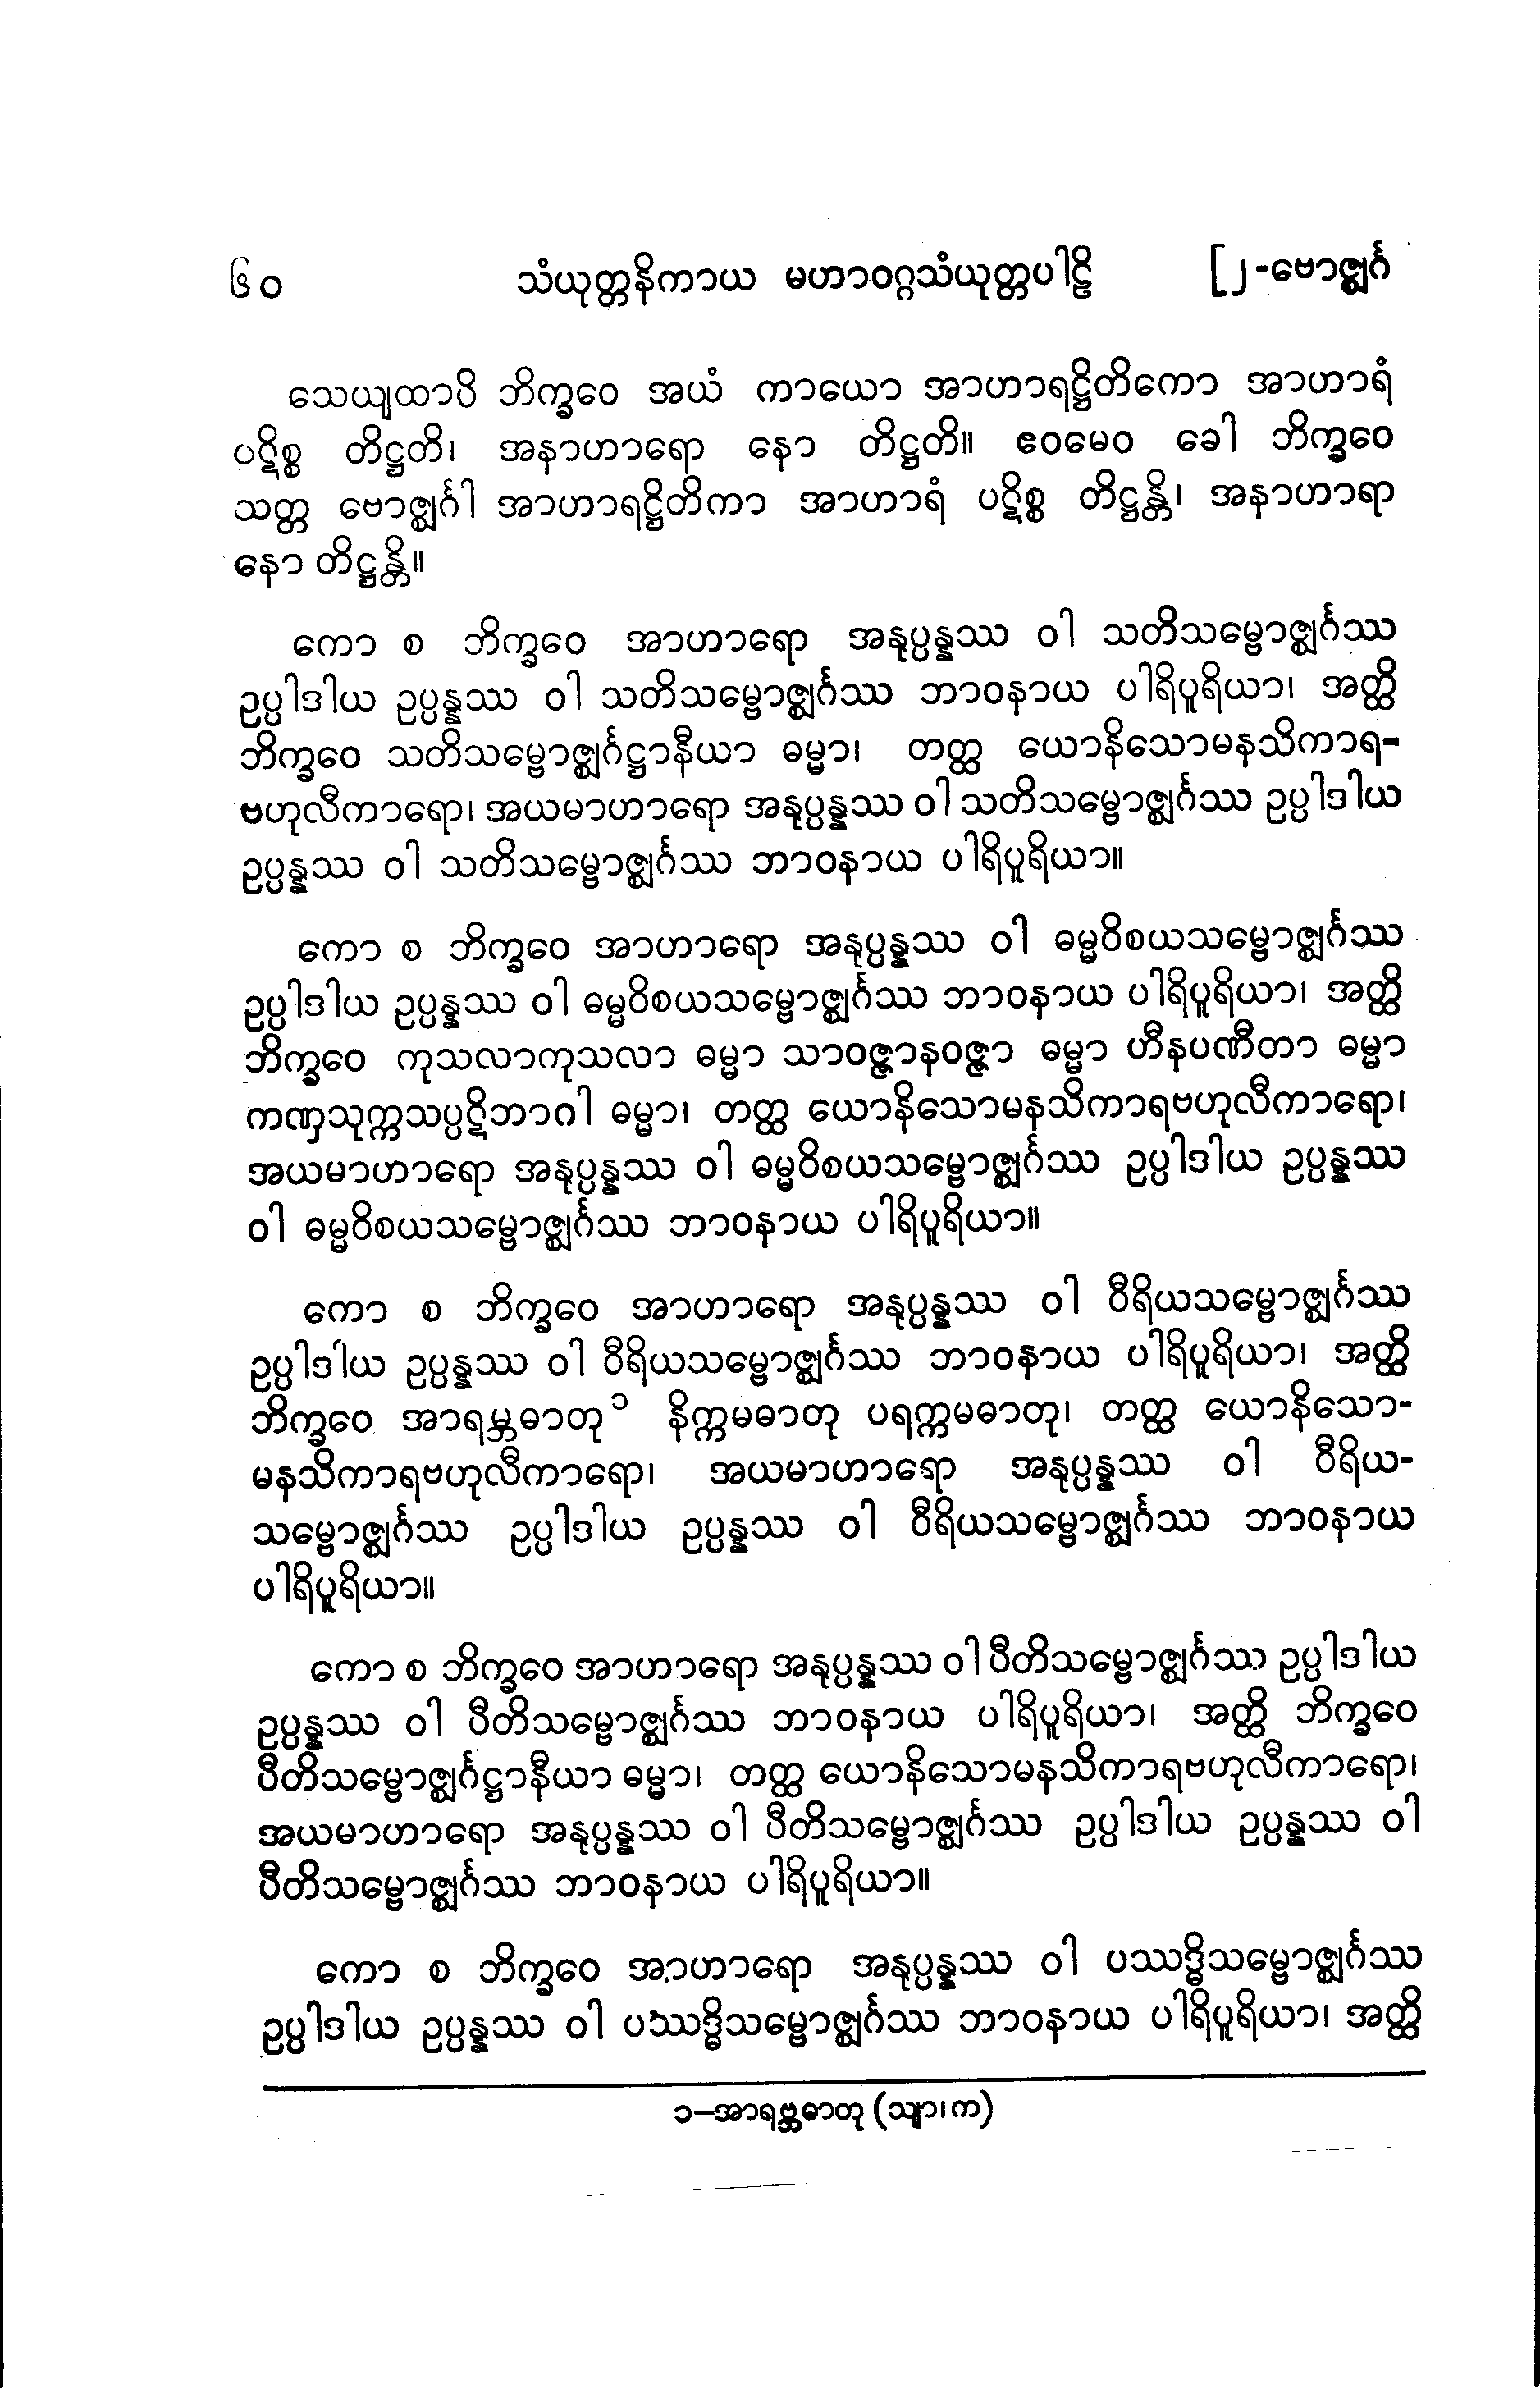 ၆၀ သံယုတ္တနိကာယ မဟာဝဂ္ဂသံယုတ္တပါဠိ [၂-ဗောဇ္ဈင်္ဂ
သေယျထာပိ ဘိက္ခဝေ အယံ ကာယော အာဟာရဋ္ဌိတိကော အာဟာရံ
ပဋိစ္စ တိဋ္ဌတိ၊ အနာဟာရော နော တိဋ္ဌတိ။ ဧဝမေဝ ခေါ ဘိက္ခဝေ
သတ္တ ဗောဇ္ဈင်္ဂါ အာဟာရဋ္ဌိတိကာ အာဟာရံ ပဋိစ္စ တိဋ္ဌန္တိ၊ အနာဟာရာ
နော တိဋ္ဌန္တိ။
ကော စ ဘိက္ခဝေ အာဟာရော အနုပ္ပန္နဿ ဝါ သတိသမ္ဗောဇ္ဈင်္ဂဿ
ဥပ္ပါဒါယ ဥပ္ပန္နဿ ဝါ သတိသမ္ဗောဇ္ဈင်္ဂဿ ဘာဝနာယ ပါရိပူရိယာ၊ အတ္ထိ
ဘိက္ခဝေ သတိသမ္ဗောဇ္ဈင်္ဂဋ္ဌာနီယာ ဓမ္မာ၊ တတ္ထ ယောနိသောမနသိကာရ-
ဗဟုလီကာရော၊ အယမာဟာရော အနုပ္ပန္နဿ ဝါ သတိသမ္ဗောဇ္ဈင်္ဂဿ ဥပ္ပါဒါယ
ဥပ္ပန္နဿ ဝါ သတိသမ္ဗောဇ္ဈင်္ဂဿ ဘာဝနာယ ပါရိပူရိယာ။
ကော စ ဘိက္ခဝေ အာဟာရော အနုပ္ပန္နဿ ဝါ ဓမ္မဝိစယသမ္ဗောဇ္ဈင်္ဂဿ
ဥပ္ပါဒါယ ဥပ္ပန္နဿ ဝါ ဓမ္မဝိစယသမ္ဗောဇ္ဈင်္ဂဿ ဘာဝနာယ ပါရိပူရိယာ၊ အတ္ထိ
ဘိက္ခဝေ ကုသလာကုသလာ ဓမ္မာ သာဝဇ္ဇာနဝဇ္ဇာ ဓမ္မာ ဟီနပဏီတာ ဓမ္မာ
ကဏှသုက္ကသပ္ပဋိဘာဂါ ဓမ္မာ၊ တတ္ထ ယောနိသောမနသိကာရဗဟုလီကာရော၊
အယမာဟာရော အနုပ္ပန္နဿ ဝါ ဓမ္မဝိစယသမ္ဗောဇ္ဈင်္ဂဿ ဥပ္ပါဒါယ ဥပ္ပန္နဿ
ဝါ ဓမ္မဝိစယသမ္ဗောဇ္ဈင်္ဂဿ ဘာဝနာယ ပါရိပူရိယာ။
ကော စ ဘိက္ခဝေ အာဟာရော အနုပ္ပန္နဿ ဝါ ဝီရိယသမ္ဗောဇ္ဈင်္ဂဿ
ဥပ္ပါဒါယ ဥပ္ပန္နဿ ဝါ ဝီရိယသမ္ဗောဇ္ဈင်္ဂဿ ဘာဝနာယ ပါရိပူရိယာ၊ အတ္ထိ
ဘိက္ခဝေ အာရမ္ဘဓာတု ၁ နိက္ကမဓာတု ပရက္ကမဓာတု၊ တတ္ထ ယောနိသော-
မနသိကာရဗဟုလီကာရော၊ အယမာဟာရော အနုပ္ပန္နဿ ဝါ ဝီရိယ-
သမ္ဗောဇ္ဈင်္ဂဿ ဥပ္ပါဒါယ ဥပ္ပန္နဿ ဝါ ဝီရိယသမ္ဗောဇ္ဈင်္ဂဿ ဘာဝနာယ
ပါရိပူရိယာ။
ကော စ ဘိက္ခဝေ အာဟာရော အနုပ္ပန္နဿ ဝါ ပီတိသမ္ဗောဇ္ဈင်္ဂဿ ဥပ္ပါဒါယ
ဥပ္ပန္နဿ ဝါ ပီတိသမ္ဗောဇ္ဈင်္ဂဿ ဘာဝနာယ ပါရိပူရိယာ၊ အတ္ထိ ဘိက္ခဝေ
ပီတိသမ္ဗောဇ္ဈင်္ဂဋ္ဌာနီယာ ဓမ္မာ၊ တတ္ထ ယောနိသောမနသိကာရဗဟုလီကာရော၊
အယမာဟာရော အနုပ္ပန္နဿ ဝါ ပီတိသမ္ဗောဇ္ဈင်္ဂဿ ဥပ္ပါဒါယ ဥပ္ပန္နဿ ဝါ
ပီတိသမ္ဗောဇ္ဈင်္ဂဿ ဘာဝနာယ ပါရိပူရိယာ။
ကော စ ဘိက္ခဝေ အာဟာရော အနုပ္ပန္နဿ ဝါ ပဿဒ္ဓိသမ္ဗောဇ္ဈင်္ဂဿ
ဥပ္ပါဒါယ ဥပ္ပန္နဿ ဝါ ပဿဒ္ဓိသမ္ဗောဇ္ဈင်္ဂဿ ဘာဝနာယ ပါရိပူရိယာ၊ အတ္ထိ
၁-အာရဗ္ဘဓာတု (သျာ၊ က)